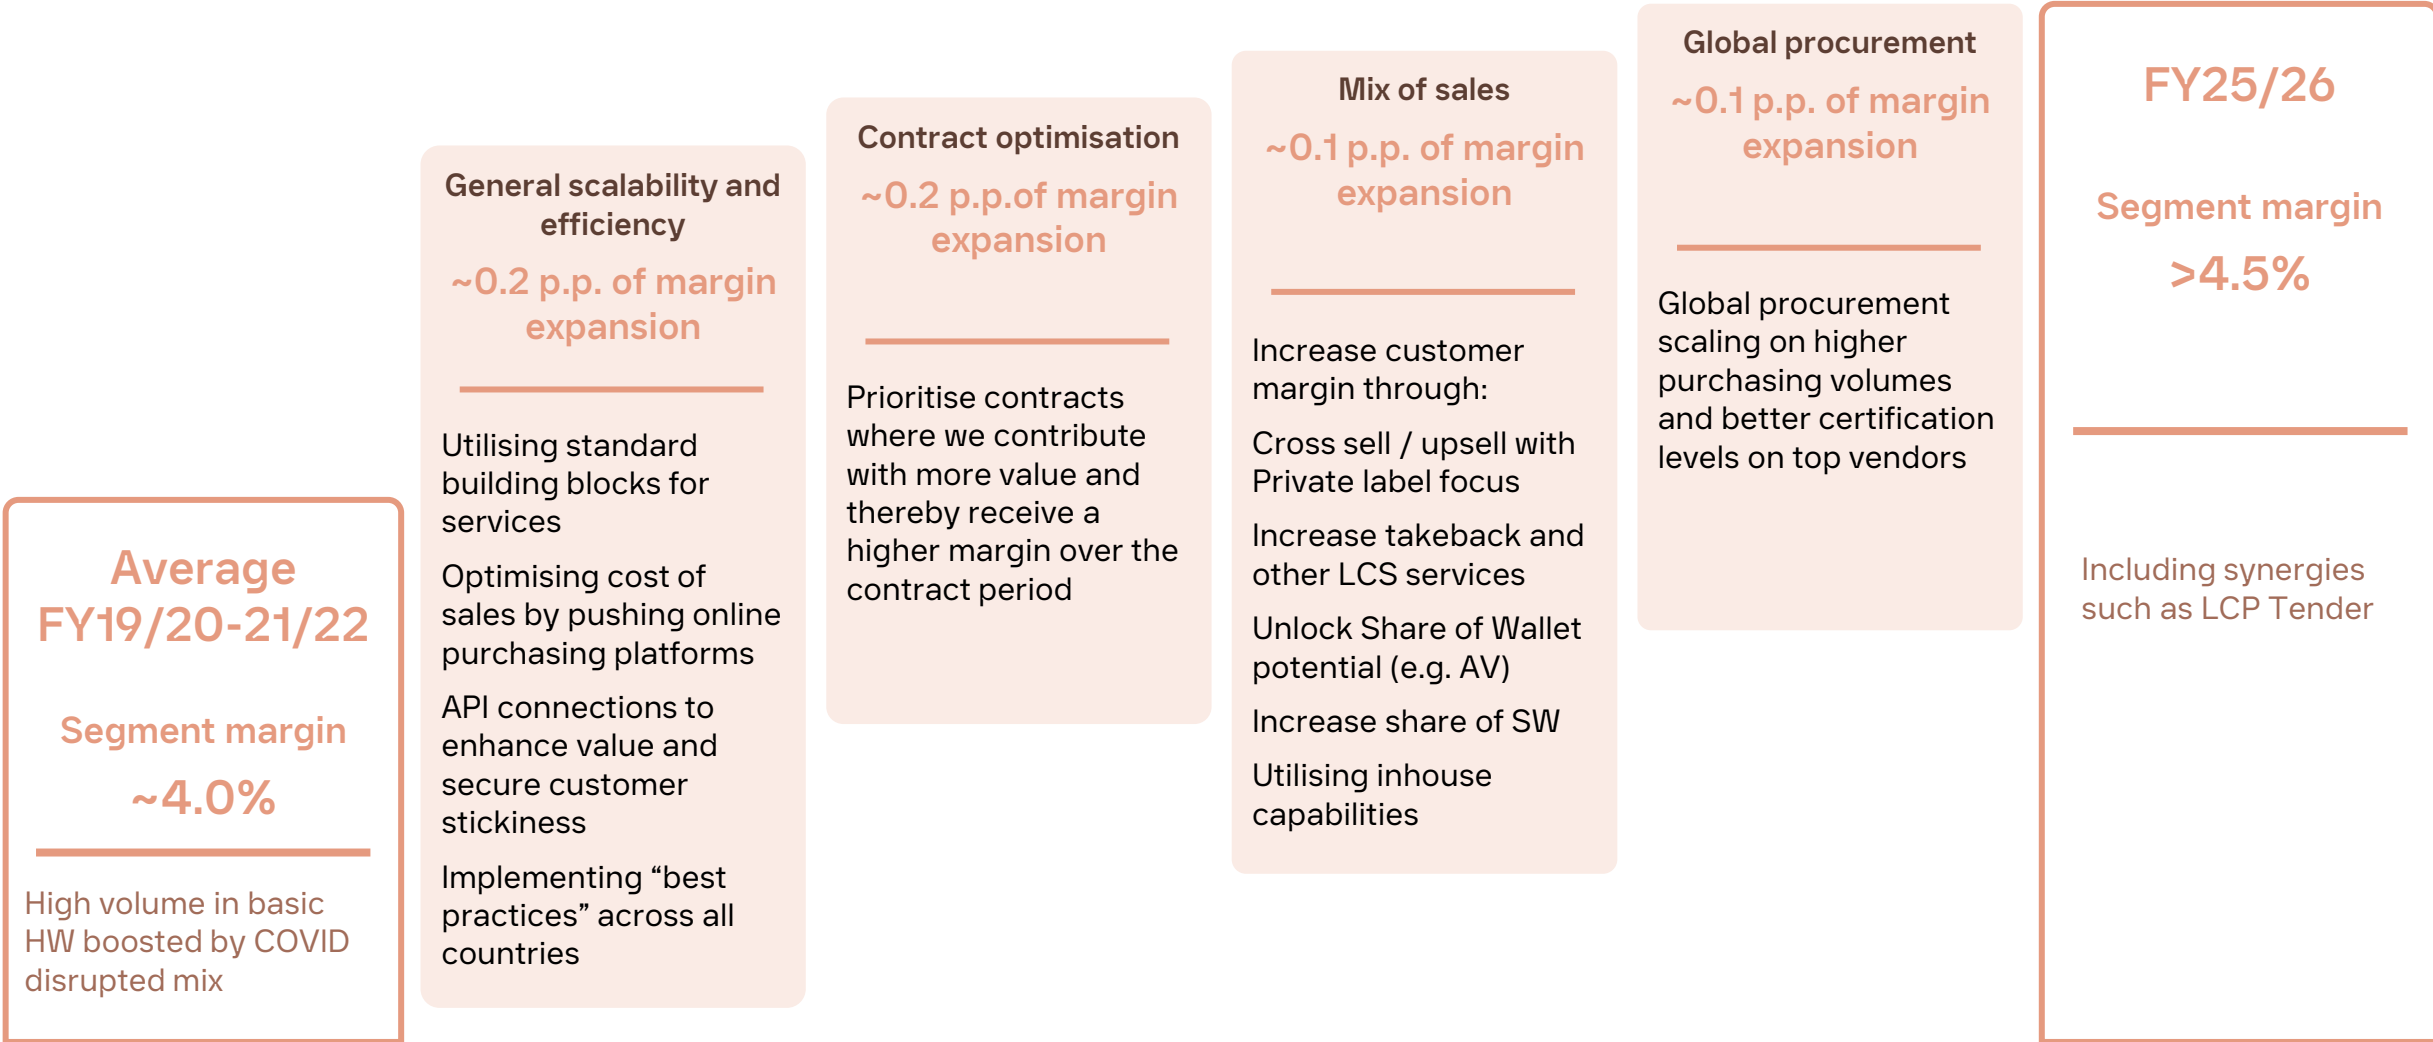 Average
FY19/20-21/22
Segment margin
~4.0%
High volume in basic
HW boosted by COVID
disrupted mix
General scalability and
efficiency
~0.2 p.p. of margin
expansion
Utilising standard
building blocks for
services
Optimising cost of
sales by pushing online
purchasing platforms
API connections to
enhance value and
secure customer
stickiness
Implementing “best
practices” across all
countries
Contract optimisation
~0.2 p.p.of margin
expansion
Prioritise contracts
where we contribute
with more value and
thereby receive a
higher margin over the
contract period
Mix of sales
~0.1 p.p. of margin
expansion
Increase customer
margin through:
Cross sell / upsell with
Private label focus
Increase takeback and
other LCS services
Unlock Share of Wallet
potential (e.g. AV)
Increase share of SW
Utilising inhouse
capabilities
Global procurement
~0.1 p.p. of margin
expansion
Global procurement
scaling on higher
purchasing volumes
and better certification
levels on top vendors
FY25/26
Segment margin
>4.5%
Including synergies
such as LCP Tender